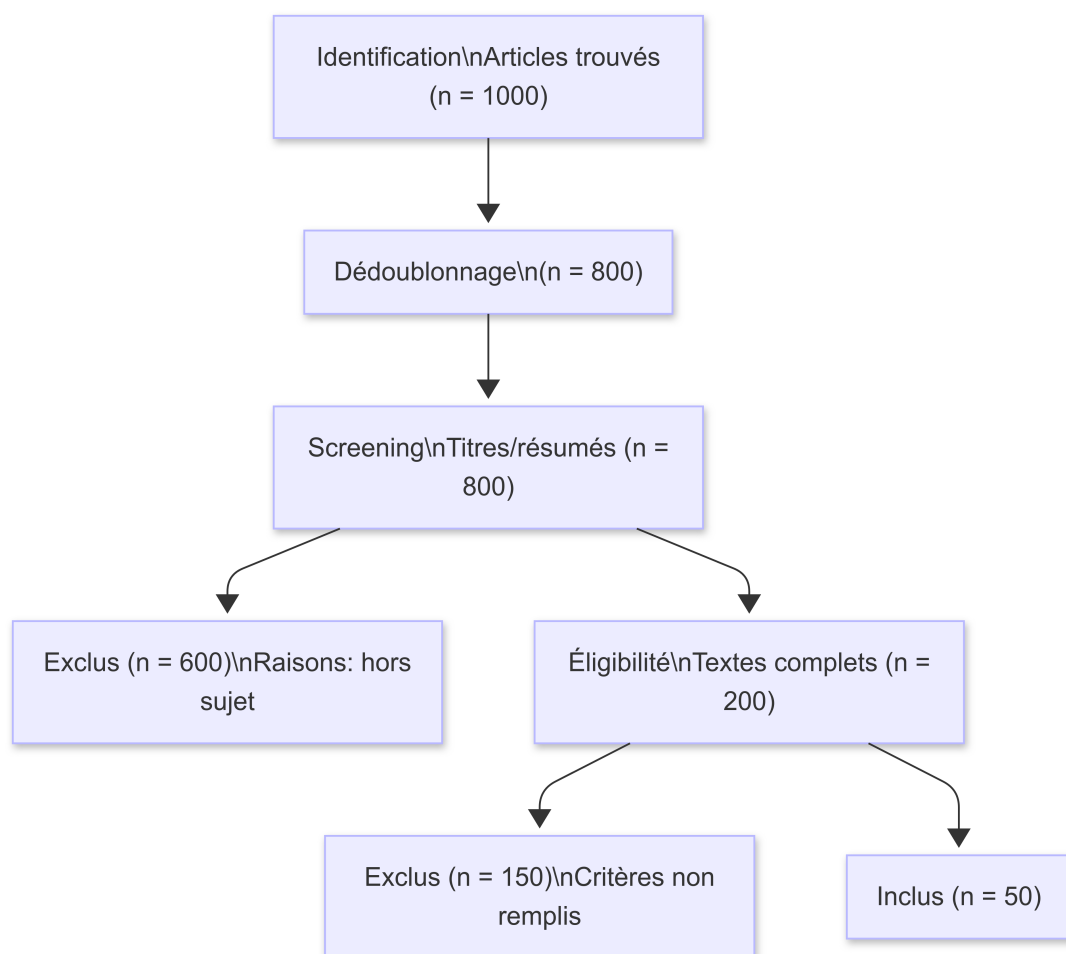 Identification\nArticles trouvés
(n = 1000)
Dédoublonnage\n(n = 800)
Screening\nTitres/résumés (n =
800)
Exclus (n = 600)\nRaisons: hors
sujet
Éligibilité\nTextes complets (n =
200)
Exclus (n = 150)\nCritères non
remplis
Inclus (n = 50)